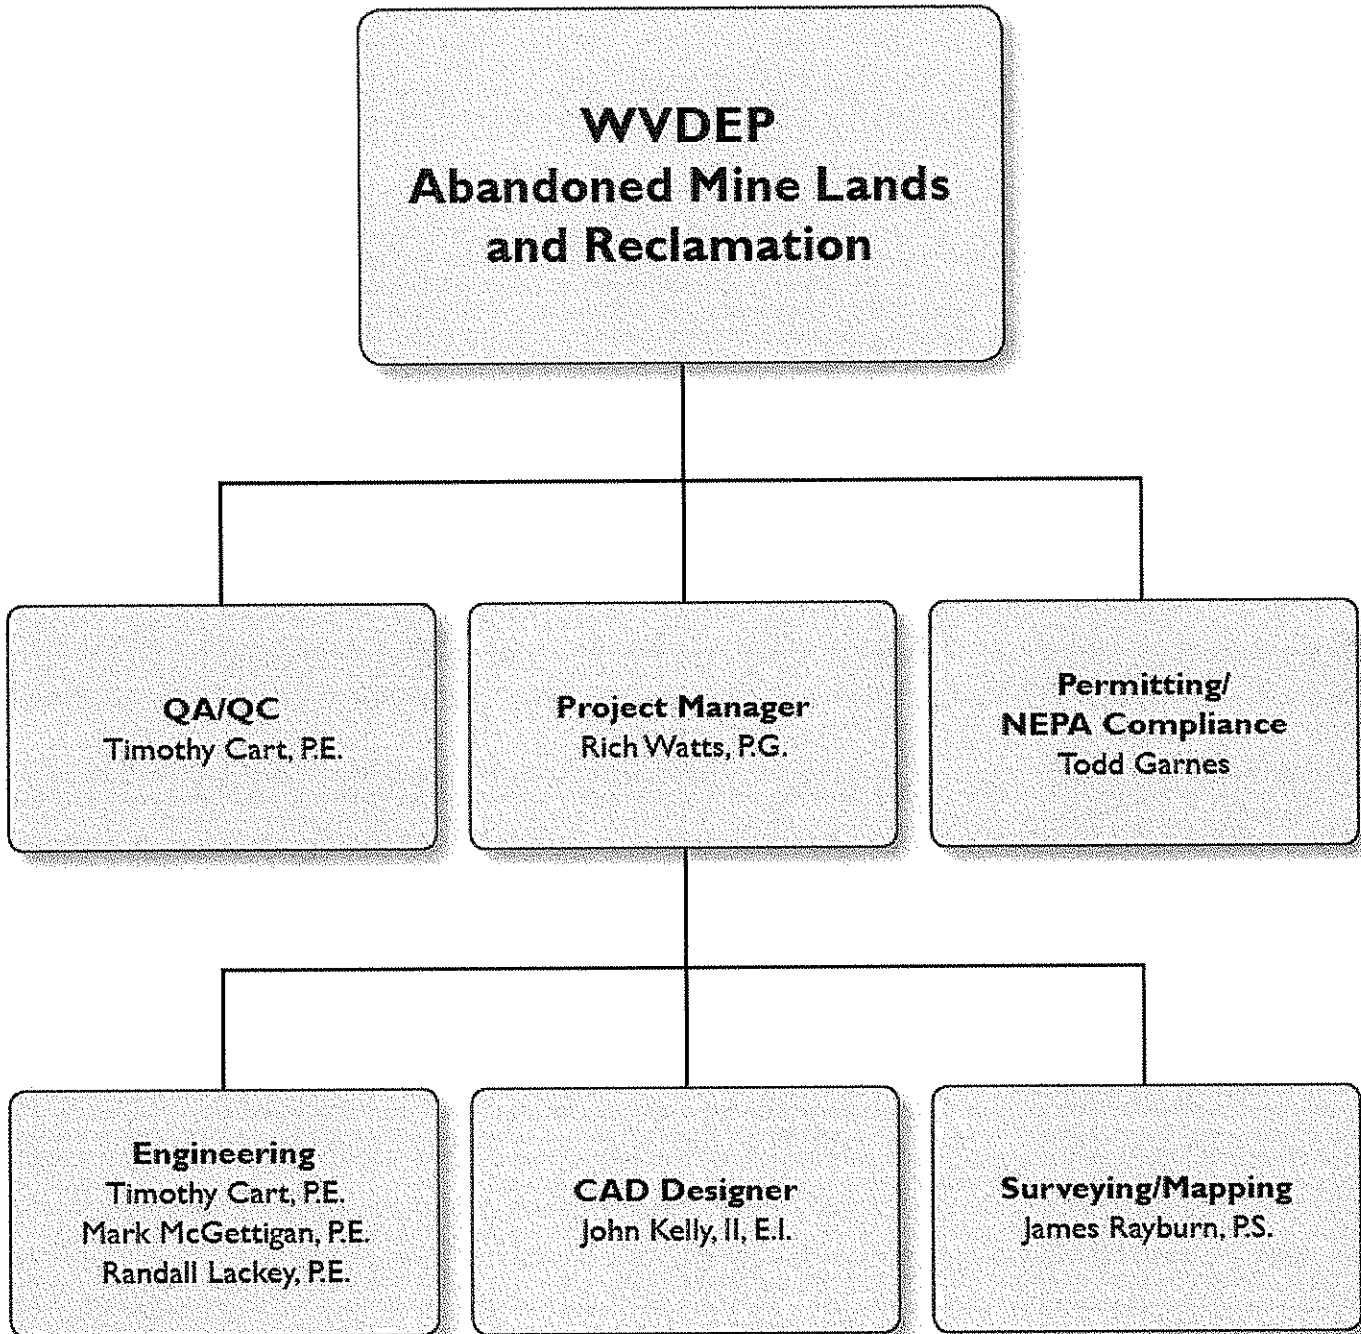 WVDEP
Abandoned Mine Lands
and Reclamation
QA/QC
Timothy Cart, P.E.
Project Manager
Rich Watts, P.G.
Permitting/
NEPA Compliance
Todd Garnes
Engineering
Timothy Cart, P.E.
Mark McGettigan, P.E.
Randall Lackey, P.E.
CAD Designer
John Kelly, II, E.I.
Surveying/Mapping
James Rayburn, P.S.